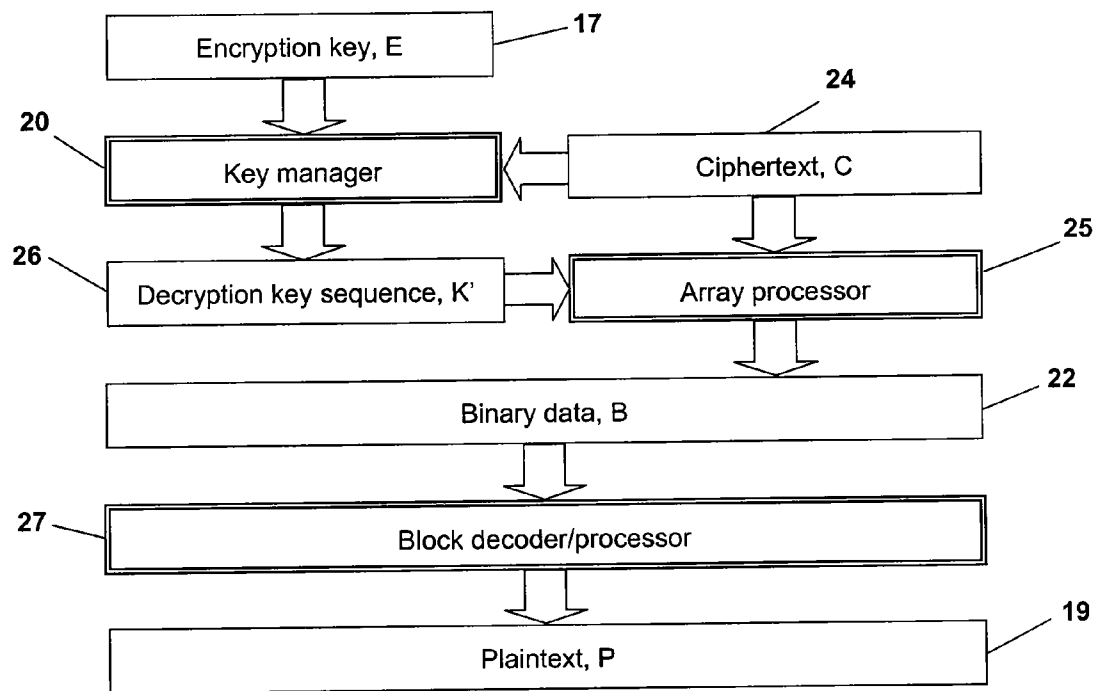 17
Encryption key, E
24
20
Key manager
Ciphertext, C
25
26
Decryption key sequence, K'
Array processor
22
Binary data, B
27
Block decoder/processor
19
Plaintext, P